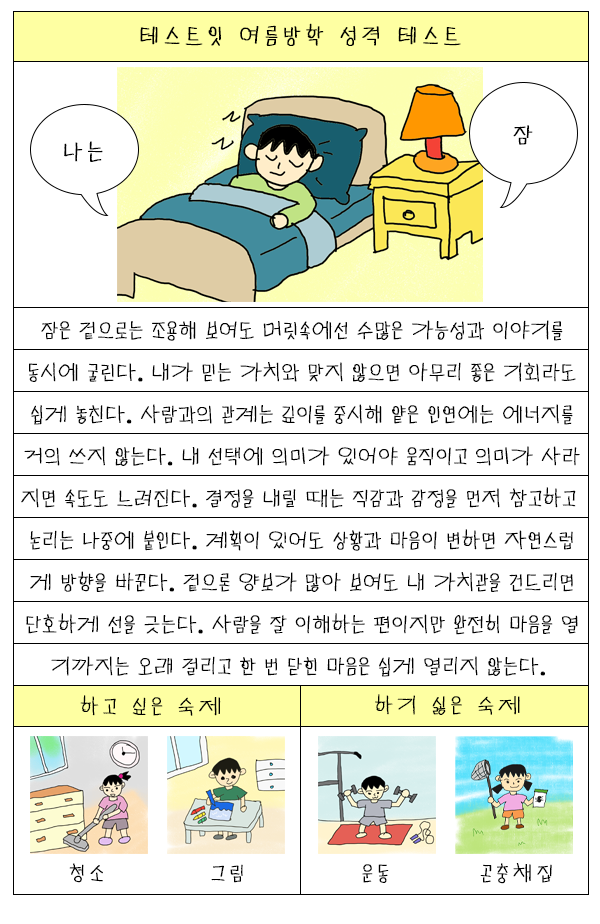 테스트잇 여름방학 성격 테스트
나는
잠
잠은 겉으로는 조용해 보여도 머릿속에선 수많은 가능성과 이야기를
동시에 굴린다. 내가 믿는 가치와 맞지 않으면 아무리 좋은 기회라도
쉽게 놓친다. 사람과의 관계는 깊이를 중시해 얕은 인연에는 에너지를
거의 쓰지 않는다. 내 선택에 의미가 있어야 움직이고 의미가 사라
지면 속도도 느려진다. 결정을 내릴 때는 직감과 감정을 먼저 참고하고
논리는 나중에 붙인다. 계획이 있어도 상황과 마음이 변하면 자연스럽
게 방향을 바꾼다. 겉으론 양보가 많아 보여도 내 가치관을 건드리면
단호하게 선을 긋는다. 사람을 잘 이해하는 편이지만 완전히 마음을 열
기까지는 오래 걸리고 한 번 닫힌 마음은 쉽게 열리지 않는다.
하고 싶은 숙제
하기 싫은 숙제
청소
그림
운동
곤충채집